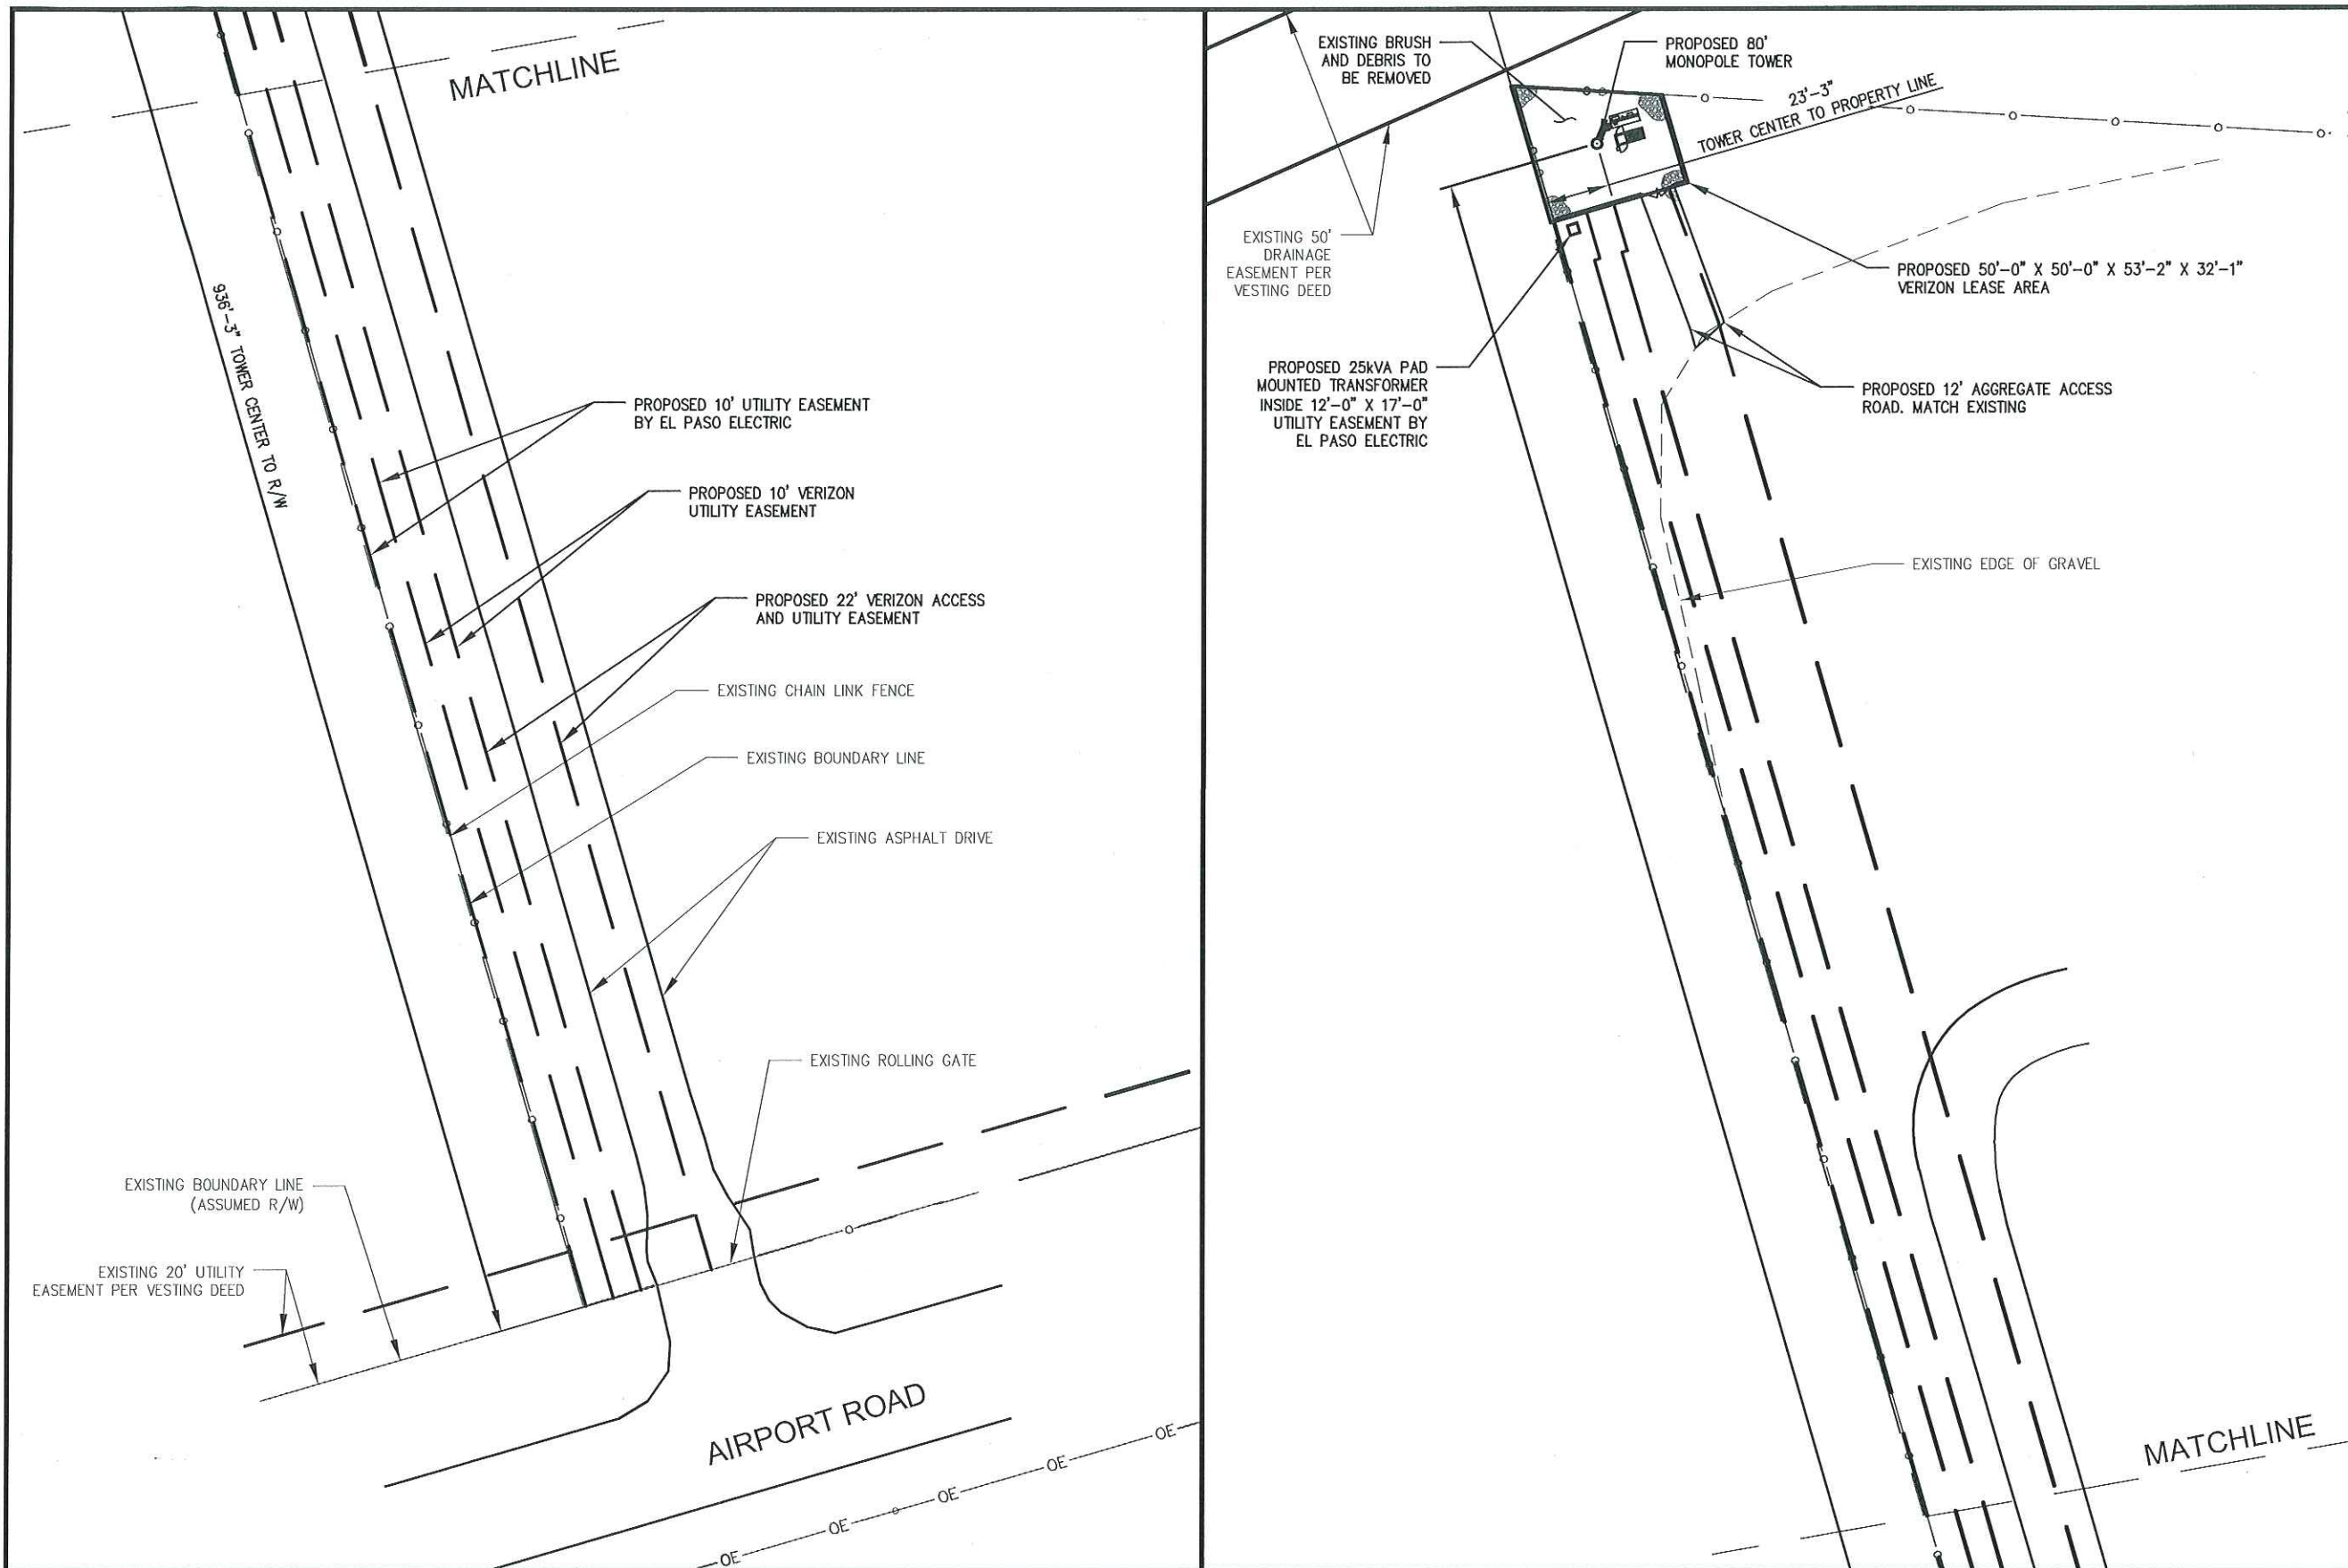 MATCHLINE
936'-3" TOWER CENTER TO R/W
PROPOSED 10' UTILITY EASEMENT
BY EL PASO ELECTRIC
PROPOSED 10' VERIZON
UTILITY EASEMENT
PROPOSED 22' VERIZON ACCESS
AND UTILITY EASEMENT
EXISTING CHAIN LINK FENCE
EXISTING BOUNDARY LINE
EXISTING ASPHALT DRIVE
EXISTING ROLLING GATE
EXISTING BOUNDARY LINE
(ASSUMED R/W)
EXISTING 20' UTILITY
EASEMENT PER VESTING DEED
AIRPORT ROAD
OE
OE
OE
OE
OE
EXISTING BRUSH
AND DEBRIS TO
BE REMOVED
PROPOSED 80'
MONOPOLE TOWER
23'-3"
TOWER CENTER TO PROPERTY LINE
EXISTING 50'
DRAINAGE
EASEMENT PER
VESTING DEED
PROPOSED 50'-0" X 50'-0" X 53'-2" X 32'-1"
VERIZON LEASE AREA
PROPOSED 25kVA PAD
MOUNTED TRANSFORMER
INSIDE 12'-0" X 17'-0"
UTILITY EASEMENT BY
EL PASO ELECTRIC
PROPOSED 12' AGGREGATE ACCESS
ROAD. MATCH EXISTING
EXISTING EDGE OF GRAVEL
MATCHLINE